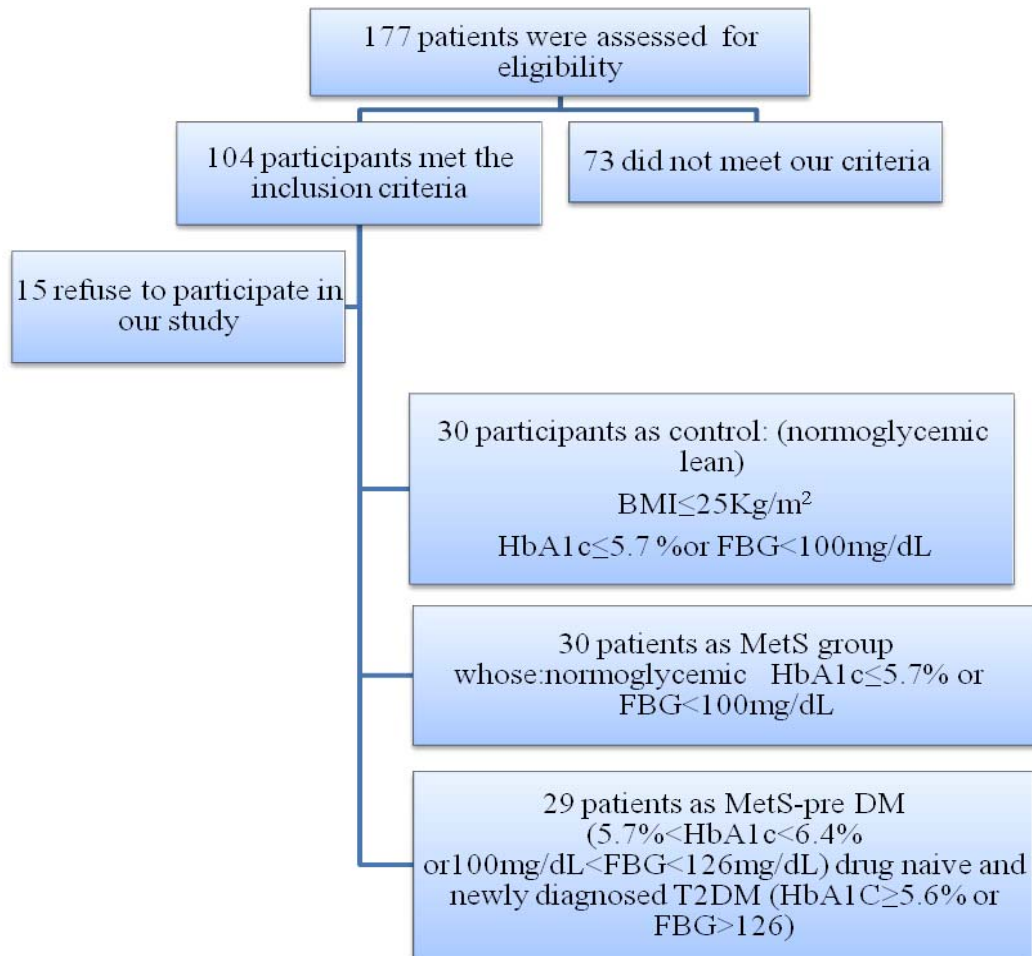 177 patients were assessed for
eligibility
104 participants met the
inclusion criteria
73 did not meet our criteria
15 refuse to participate in
our study
30 participants as control: (normoglycemic
lean)
BMI≤25Kg/m²
HbA1c≤5.7 %or FBG<100mg/dL
30 patients as MetS group
whose:normoglycemic HbA1c≤5.7% or
FBG<100mg/dL
29 patients as MetS-pre DM
(5.7%<HbA1c<6.4%
or100mg/dL<FBG<126mg/dL) drug naive and
newly diagnosed T2DM (HbA1C≥5.6% or
FBG>126)